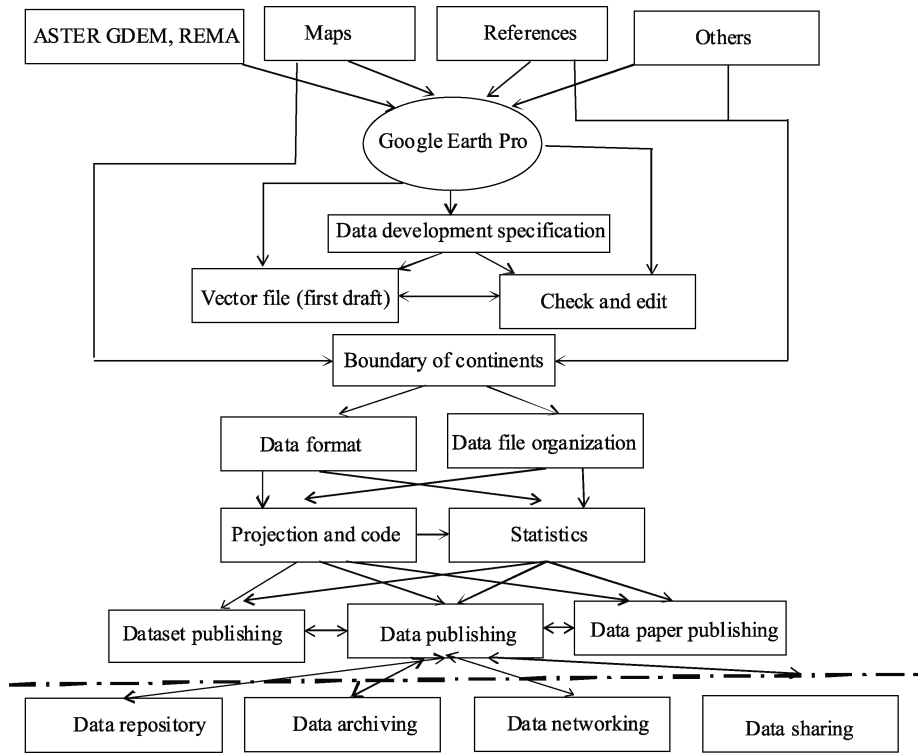 ASTER GDEM, REMA
Maps
References
Others
Google Earth Pro
Data development specification
Vector file (first draft)
Check and edit
Boundary of continents
Data format
Data file organization
Projection and code
Statistics
Dataset publishing
Data publishing
Data paper publishing
Data repository
Data archiving
Data networking
Data sharing